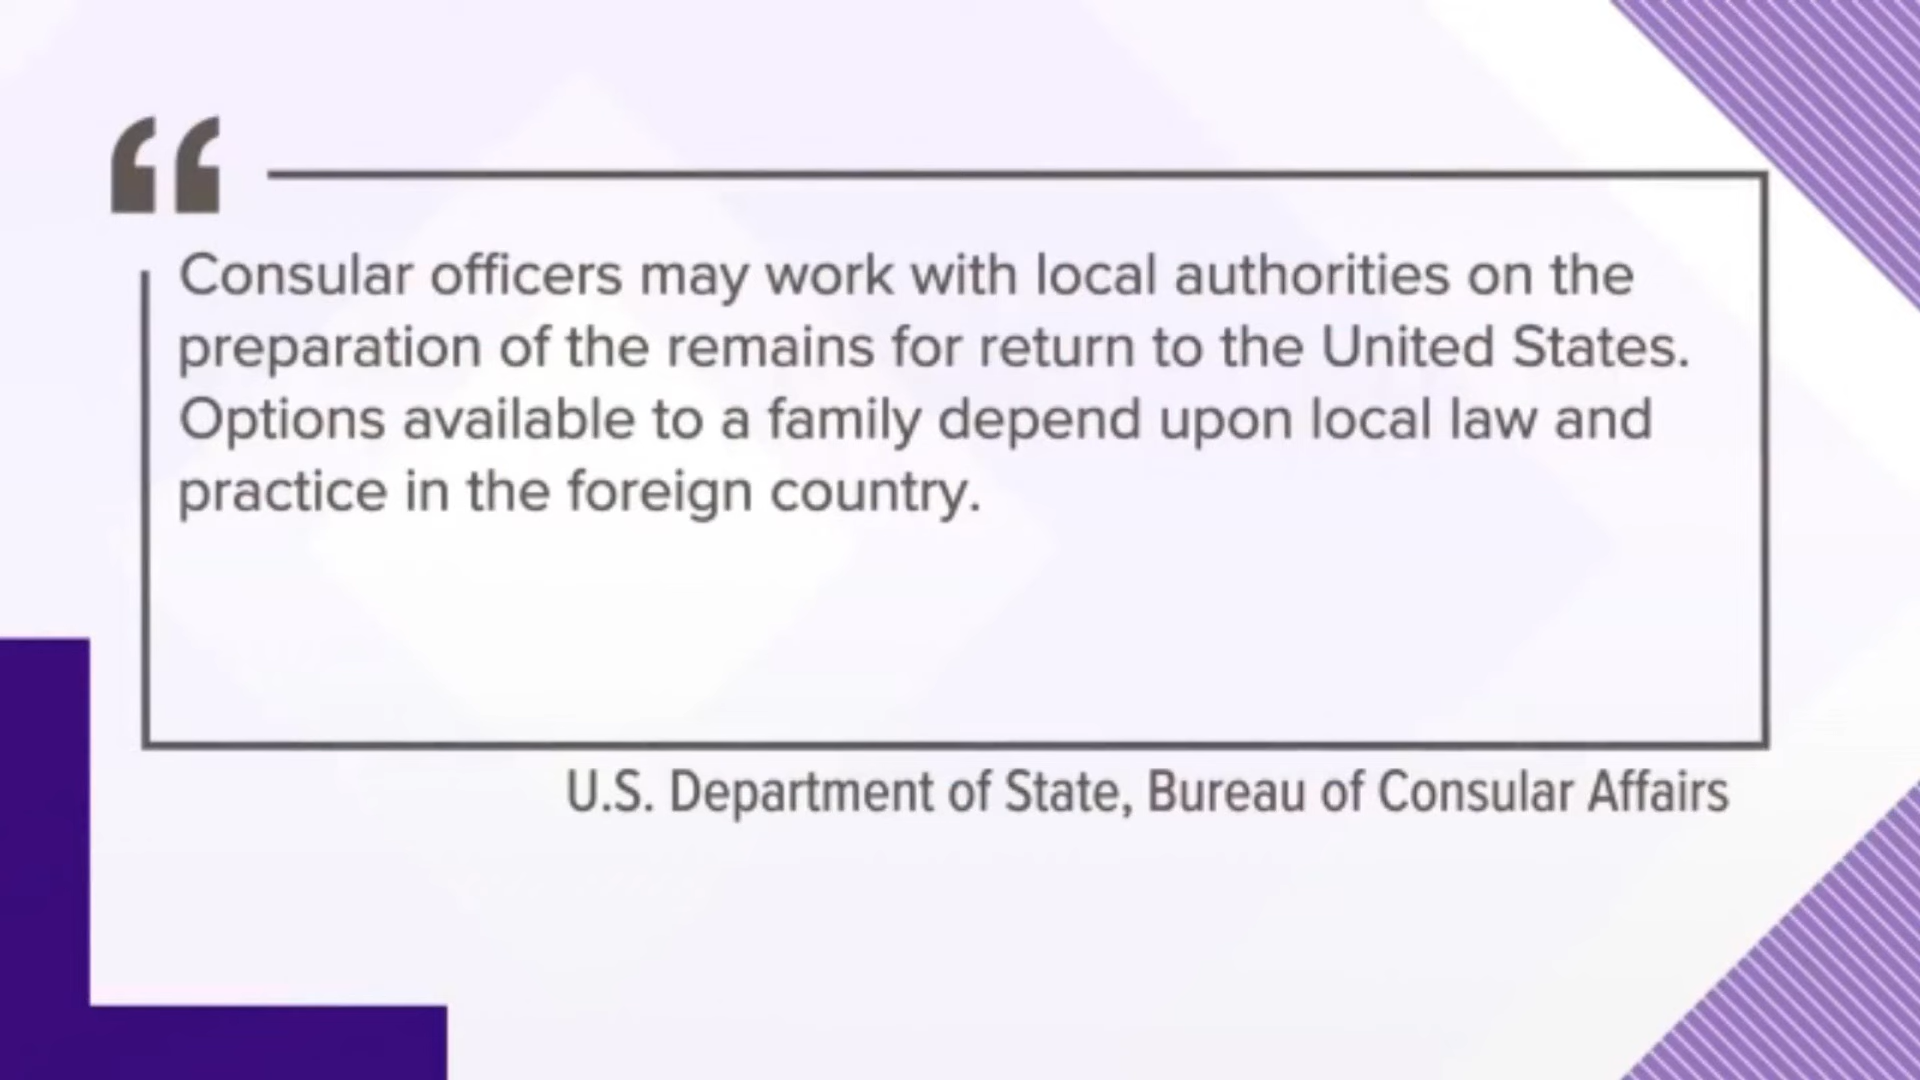 “
Consular officers may work with local authorities on the
preparation of the remains for return to the United States.
Options available to a family depend upon local law and
practice in the foreign country.
U.S. Department of State, Bureau of Consular Affairs